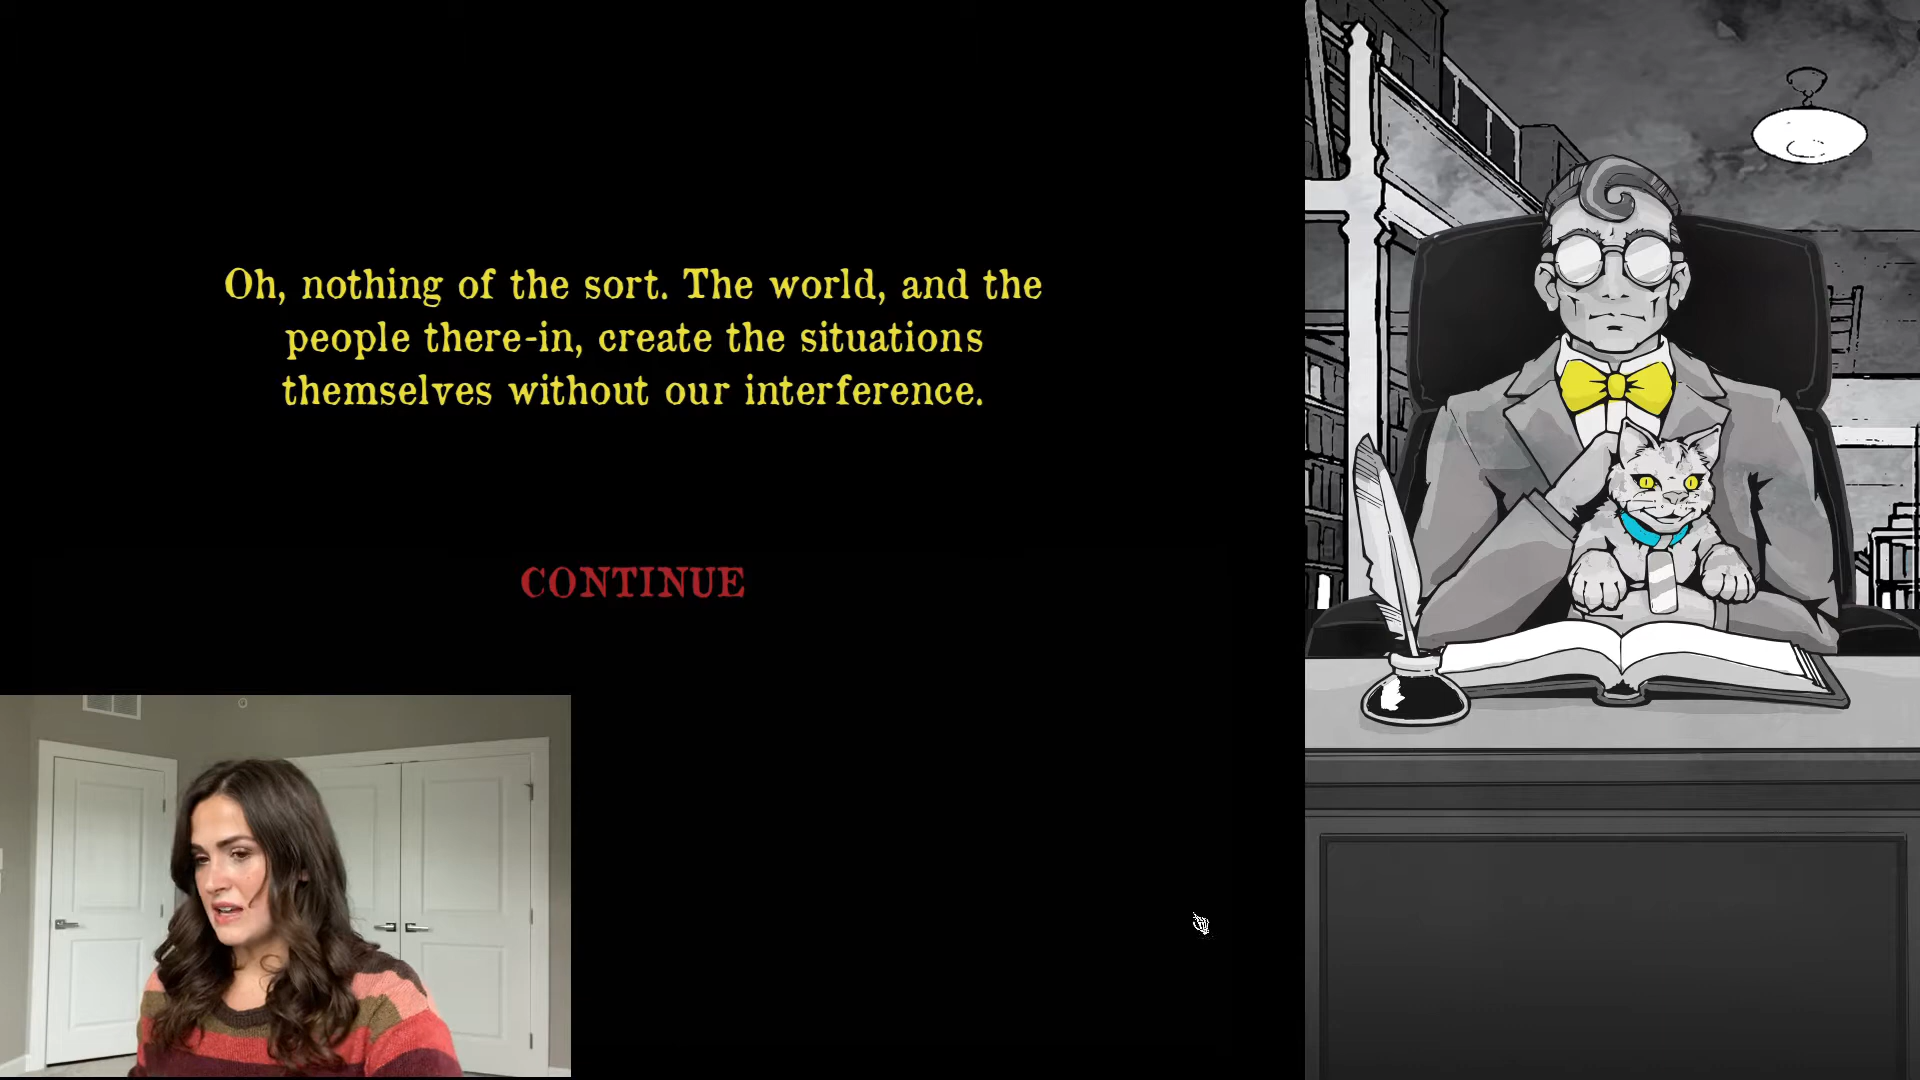 Oh, nothing of the sort. The world, and the
people there-in, create the situations
themselves without our interference.
CONTINUE